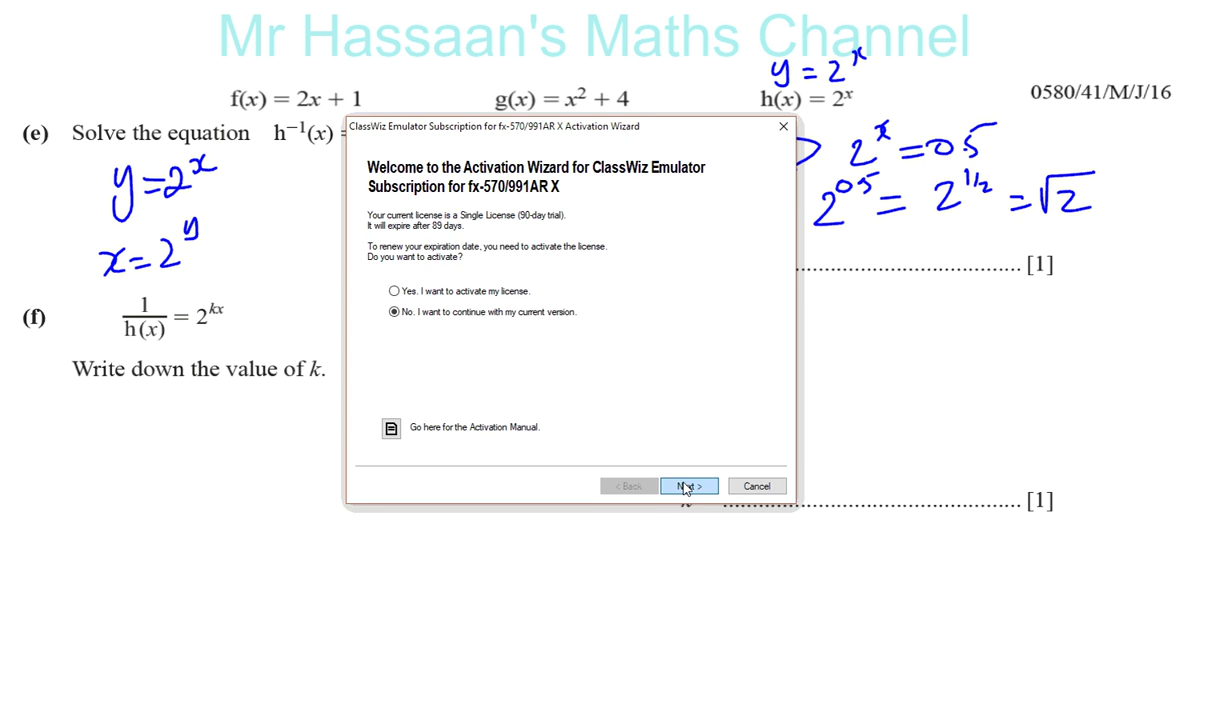 Mr Hassaan's Maths Channel
y = 2^x
f(x) = 2x + 1 g(x) = x² + 4 h(x) = 2ˣ 0580/41/M/J/16
(e) Solve the equation h⁻¹(x) =
ClassWiz Emulator Subscription for fx-570/991AR X Activation Wizard
Welcome to the Activation Wizard for ClassWiz Emulator
Subscription for fx-570/991AR X
Your current license is a Single License (90-day trial).
It will expire after 89 days.
To renew your expiration date, you need to activate the license.
Do you want to activate?
Yes. I want to activate my license.
No. I want to continue with my current version.
Go here for the Activation Manual.
< Back Next > Cancel
y = 2^x
x = 2^y
2^x = 0.5
2^0.5 = 2^1/2 = √2
[1]
(f) 1/h(x) = 2^kx
Write down the value of k.
[1]